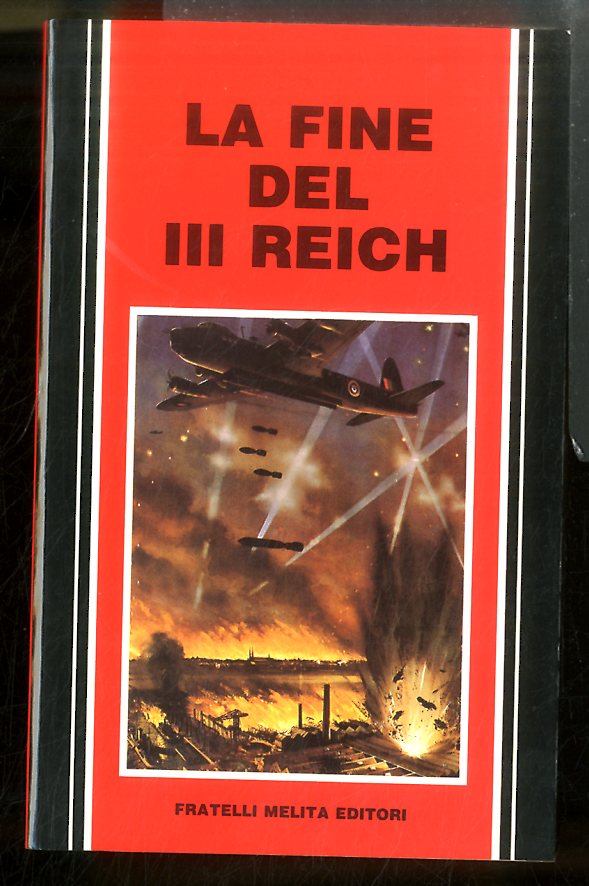 LA FINE
DEL
III REICH
FRATELLI MELITA EDITORI